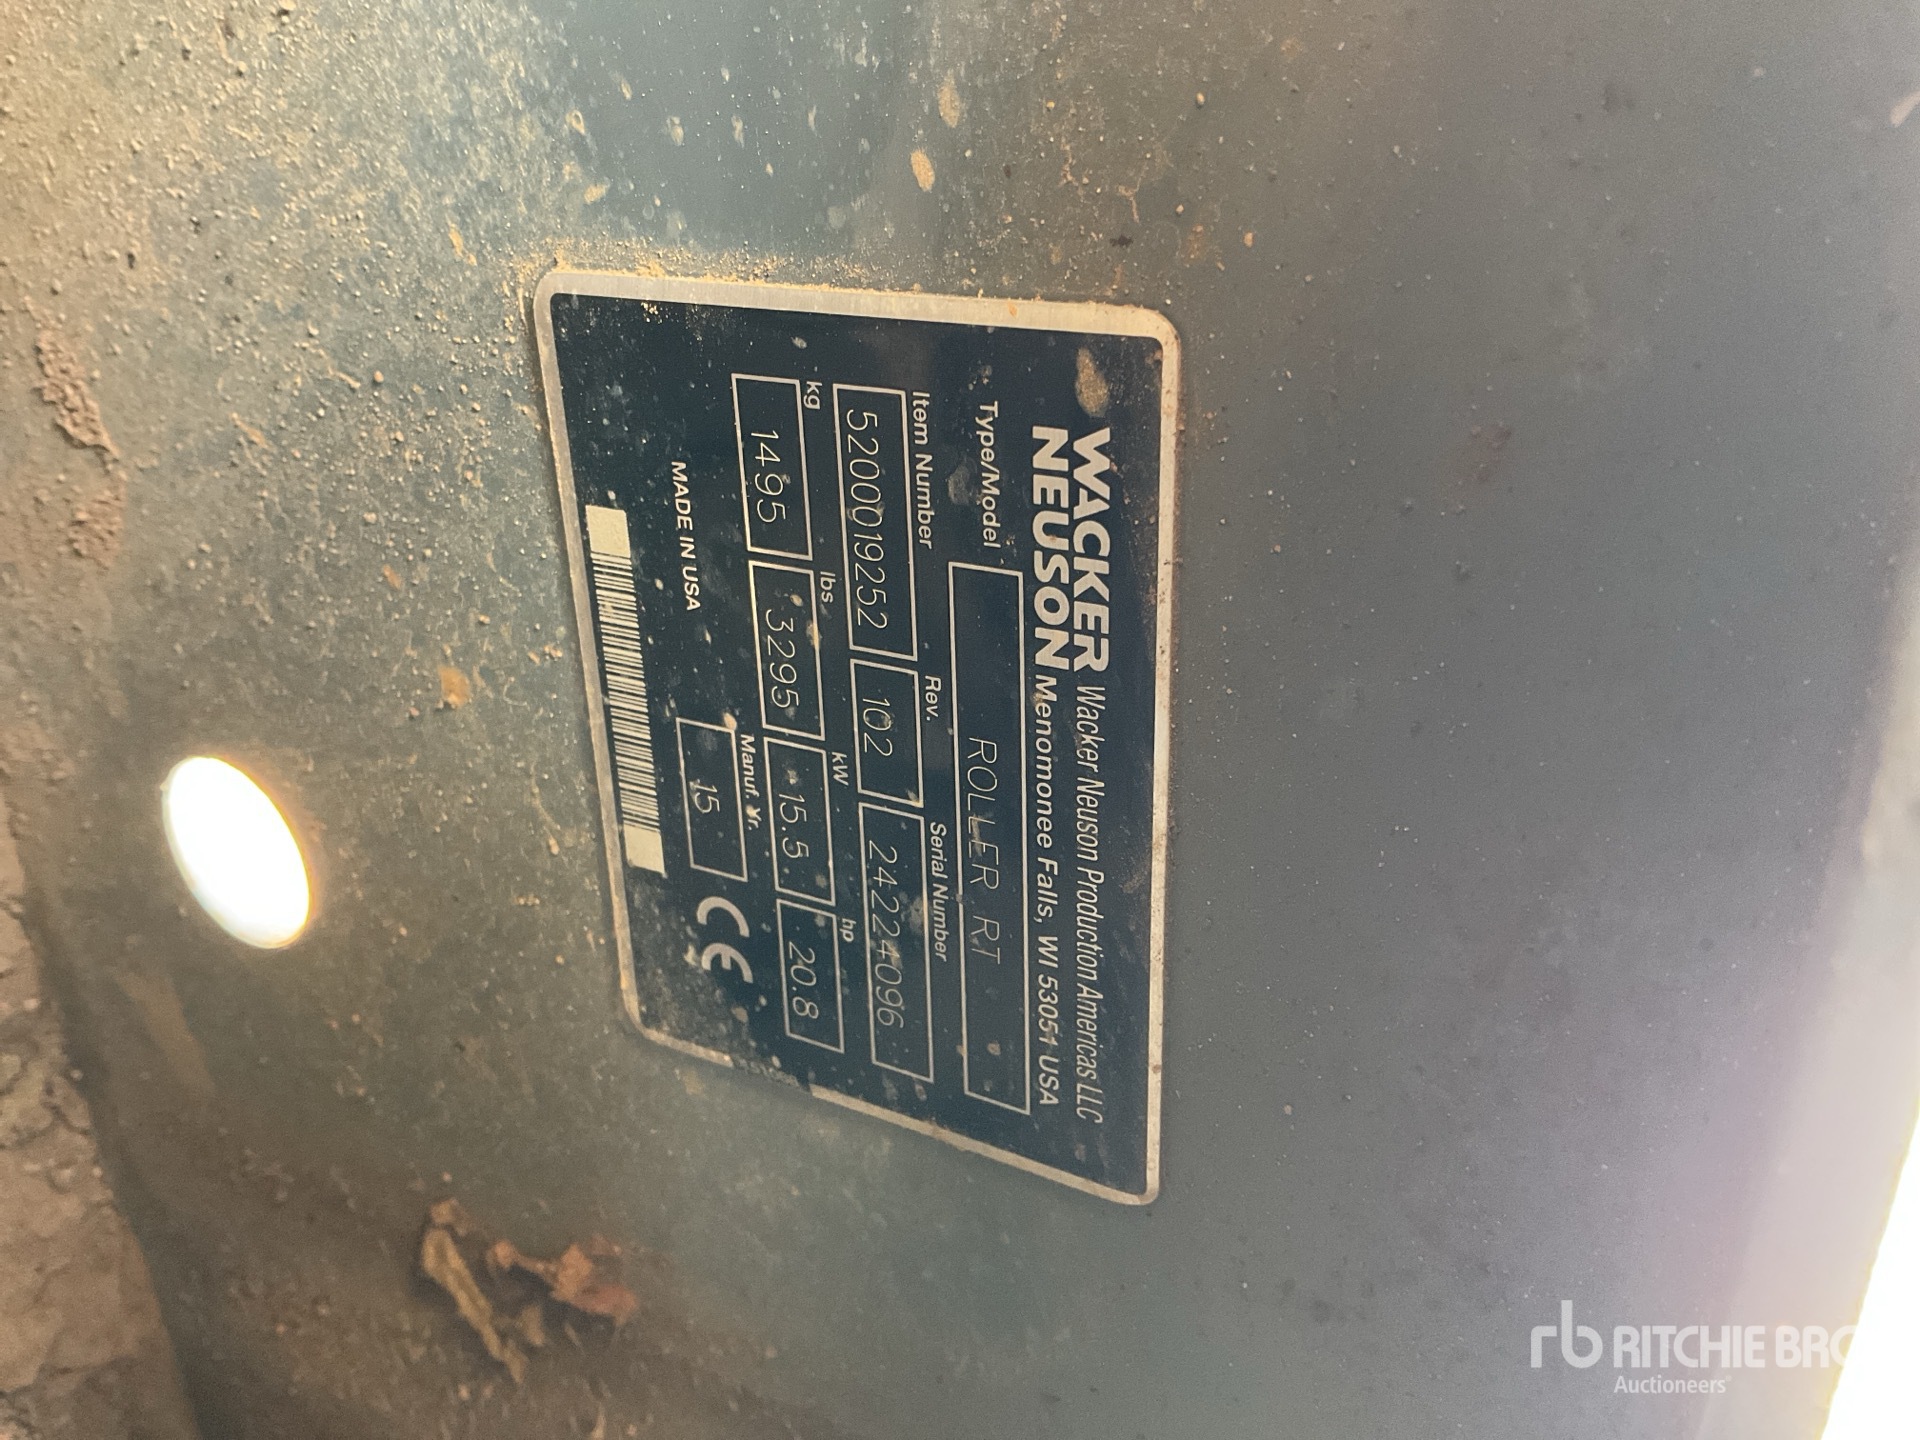 WACKER
NEUSON
Wacker Neuson Production Americas LLC
Menomonee Falls, WI 53051 USA
Type/Model ROLLER RT
Item Number Rev. Serial Number
5200019252 102 24224096
kg lbs kW hp
1495 3295 15.5 20.8
MADE IN USA Manuf. Yr. 15 CE
rb RITCHIE BRO
Auctioneers